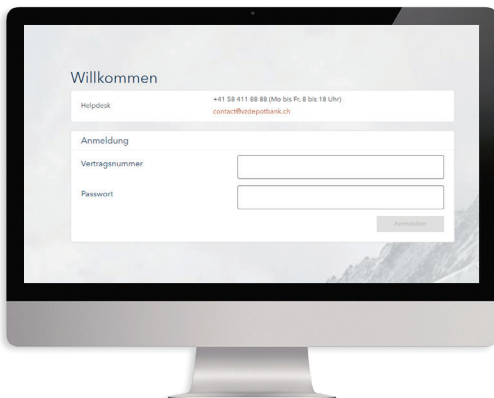 Willkommen
Helpdesk
+41 58 411 88 88 (Mo bis Fr, 8 bis 18 Uhr)
contact@vzdepotbank.ch
Anmeldung
Vertragsnummer
Passwort
Anmelden